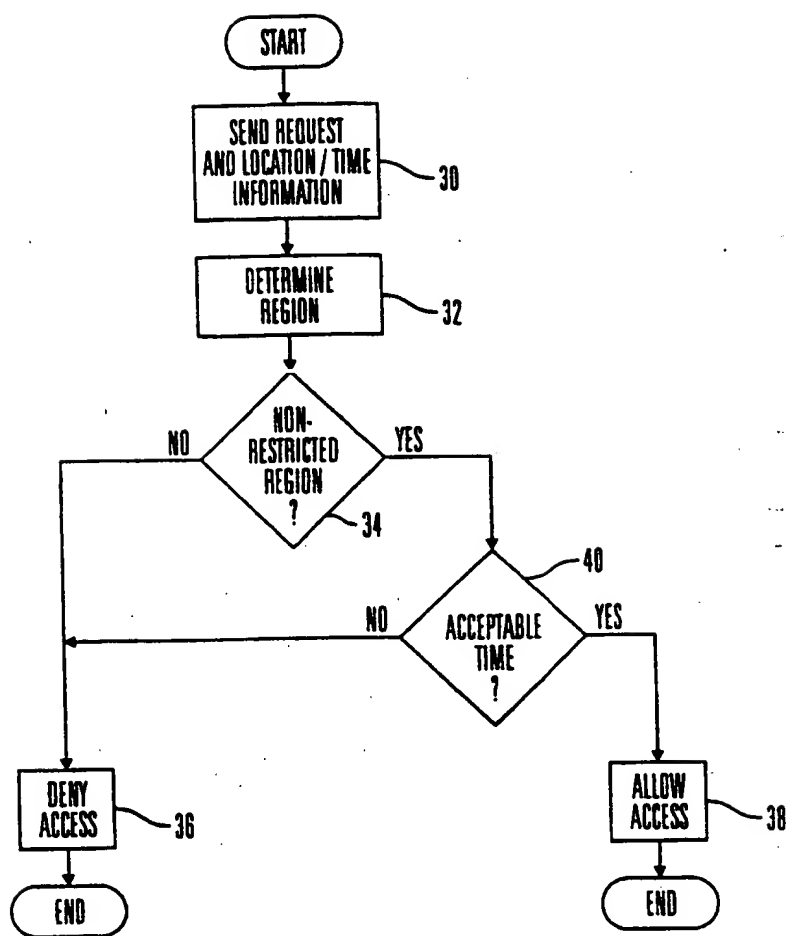 START
SEND REQUEST
AND LOCATION / TIME
INFORMATION
30
DETERMINE
REGION
32
NON-
RESTRICTED
REGION
?
NO
YES
34
40
ACCEPTABLE
TIME
?
NO
YES
DENY
ACCESS
36
ALLOW
ACCESS
38
END
END